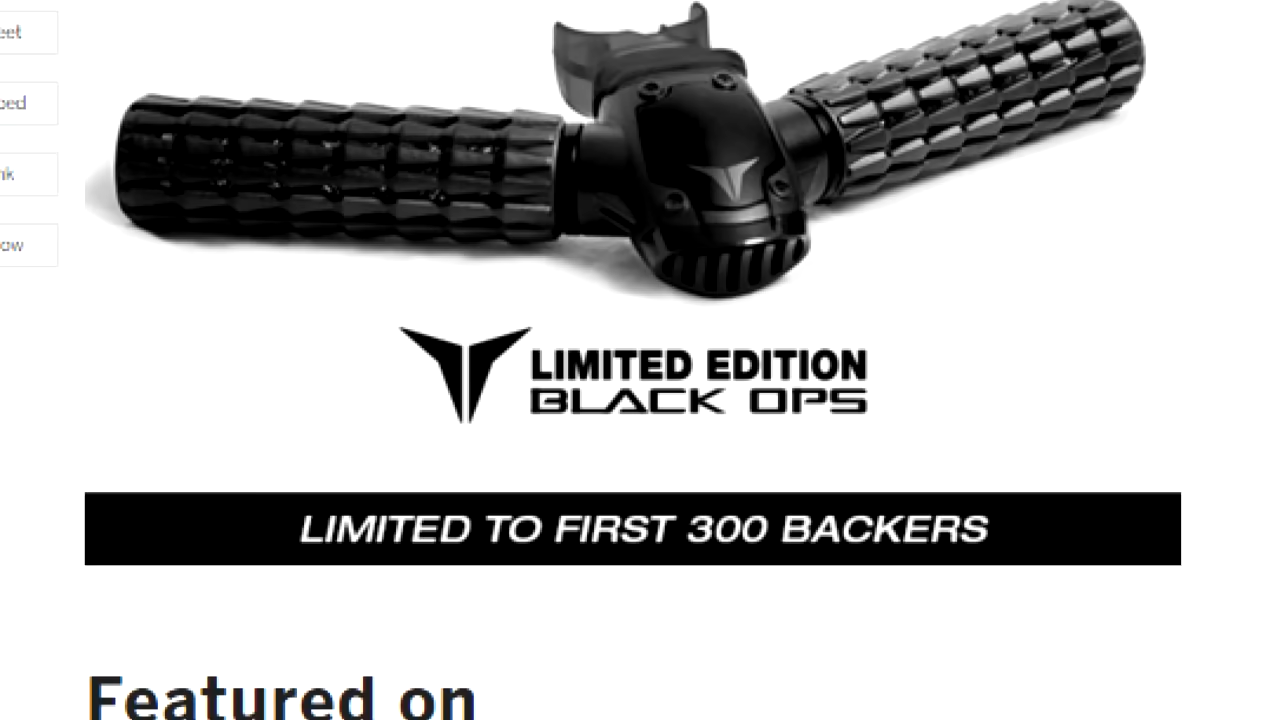 LIMITED EDITION
BLACK OPS
LIMITED TO FIRST 300 BACKERS
Featured on